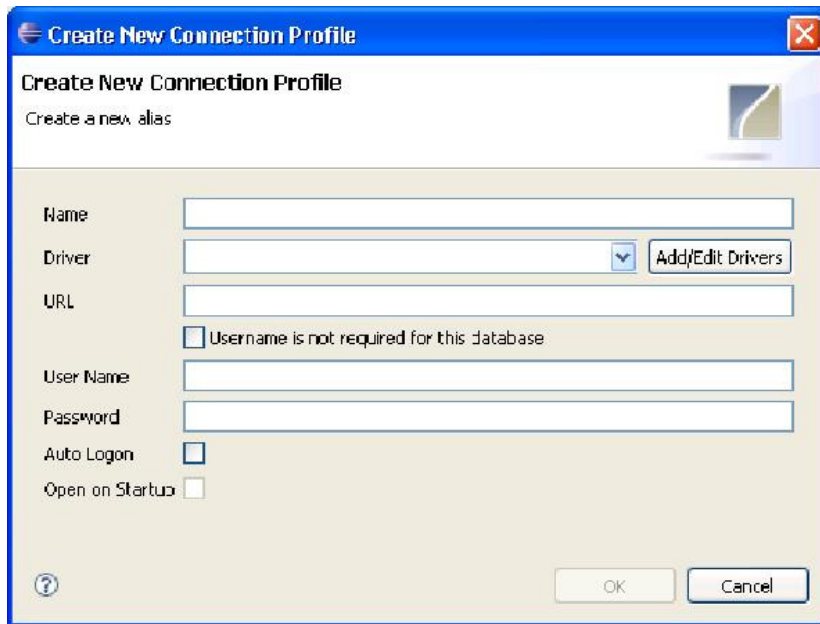 Create New Connection Profile
Create New Connection Profile
Create a new alias
Name
Driver
Add/Edit Drivers
URL
Username is not required for this database
User Name
Password
Auto Logon
Open on Startup
?
OK
Cancel